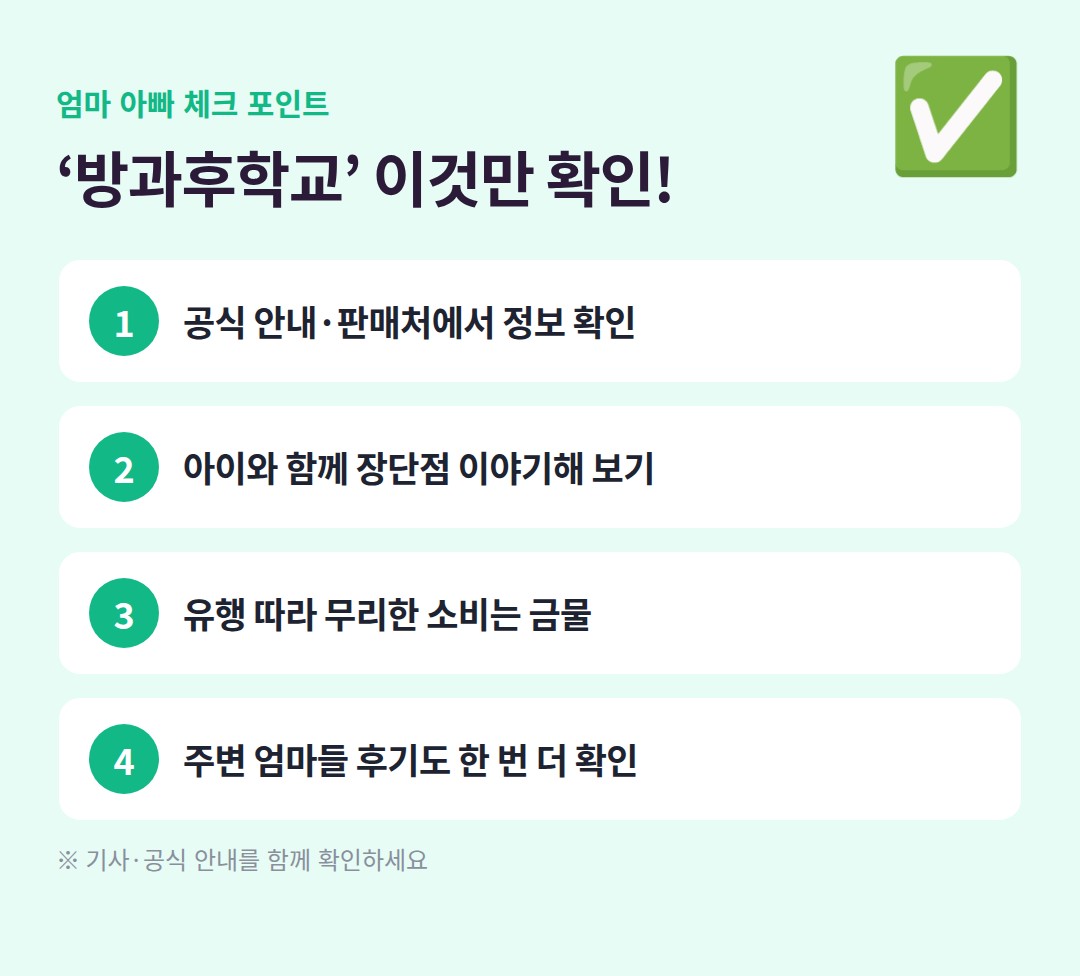 엄마 아빠 체크 포인트
‘방과후학교’ 이것만 확인!
1 공식 안내·판매처에서 정보 확인
2 아이와 함께 장단점 이야기해 보기
3 유행 따라 무리한 소비는 금물
4 주변 엄마들 후기도 한 번 더 확인
※ 기사·공식 안내를 함께 확인하세요